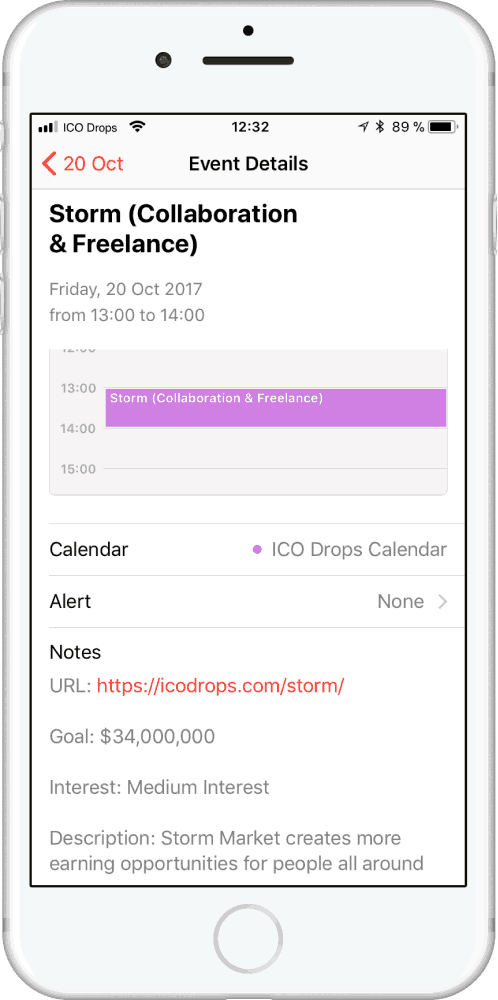 ICO Drops 12:32 89 %
20 Oct Event Details
Storm (Collaboration
& Freelance)
Friday, 20 Oct 2017
from 13:00 to 14:00
12:00
13:00
Storm (Collaboration & Freelance)
14:00
15:00
Calendar ICO Drops Calendar
Alert None
Notes
URL: https://icodrops.com/storm/
Goal: $34,000,000
Interest: Medium Interest
Description: Storm Market creates more
earning opportunities for people all around